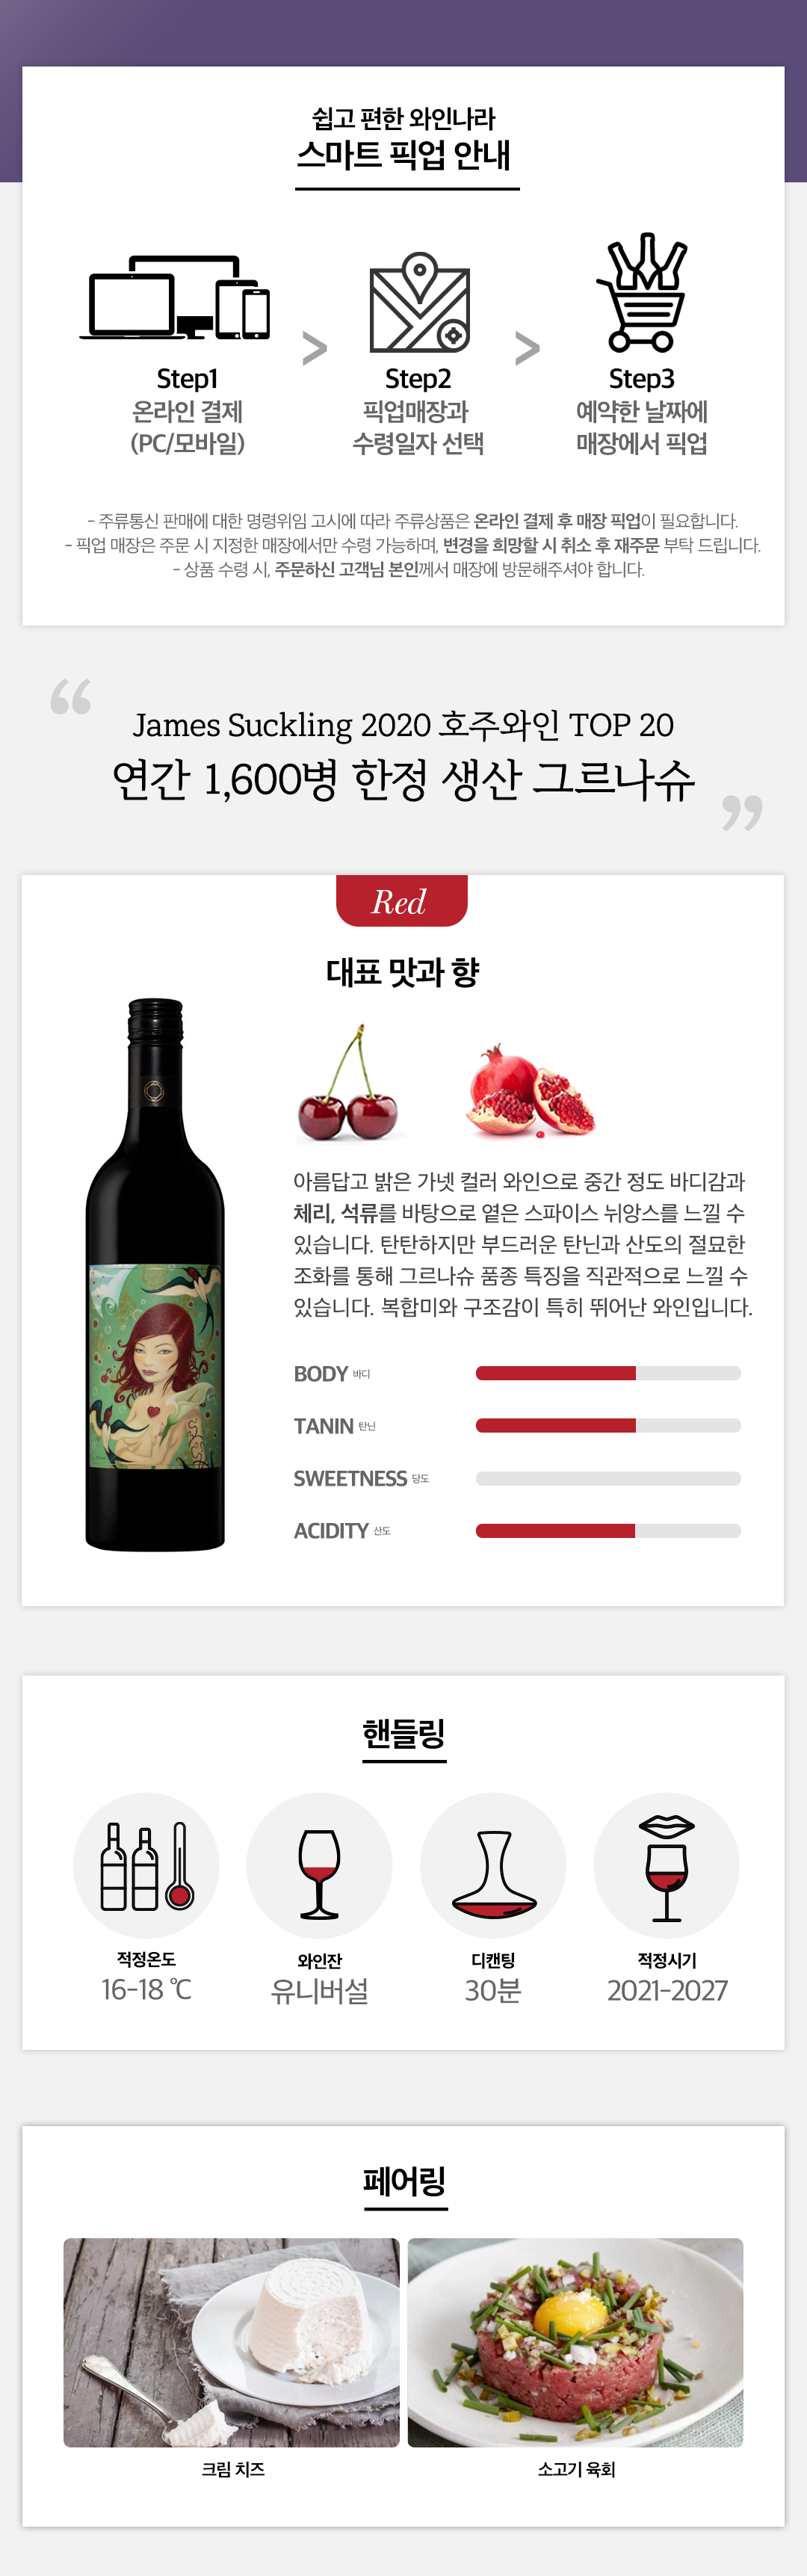 쉽고 편한 와인나라
스마트 픽업 안내
Step1
온라인 결제
(PC/모바일)
>
Step2
픽업매장과
수령일자 선택
>
Step3
예약한 날짜에
매장에서 픽업
- 주류통신 판매에 대한 명령위임 고시에 따라 주류상품은 온라인 결제 후 매장 픽업이 필요합니다.
- 픽업 매장은 주문 시 지정한 매장에서만 수령 가능하며, 변경을 희망할 시 취소 후 재주문 부탁 드립니다.
- 상품 수령 시, 주문하신 고객님 본인께서 매장에 방문해주셔야 합니다.
“
James Suckling 2020 호주와인 TOP 20
연간 1,600병 한정 생산 그르나슈
”
Red
대표 맛과 향
아름답고 밝은 가넷 컬러 와인으로 중간 정도 바디감과
체리, 석류를 바탕으로 옅은 스파이스 뉘앙스를 느낄 수
있습니다. 탄탄하지만 부드러운 탄닌과 산도의 절묘한
조화를 통해 그르나슈 품종 특징을 직관적으로 느낄 수
있습니다. 복합미와 구조감이 특히 뛰어난 와인입니다.
BODY 바디
TANIN 탄닌
SWEETNESS 당도
ACIDITY 산도
핸들링
적정온도
16-18 ℃
와인잔
유니버설
디캔팅
30분
적정시기
2021-2027
페어링
크림 치즈
소고기 육회